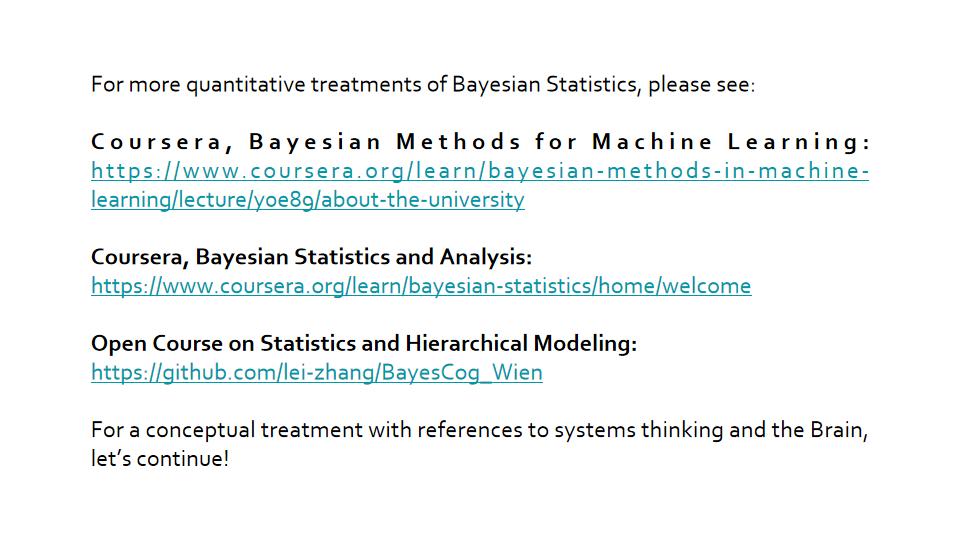 For more quantitative treatments of Bayesian Statistics, please see:
Coursera, Bayesian Methods for Machine Learning:
https://www.coursera.org/learn/bayesian-methods-in-machine-
learning/lecture/yoe89/about-the-university
Coursera, Bayesian Statistics and Analysis:
https://www.coursera.org/learn/bayesian-statistics/home/welcome
Open Course on Statistics and Hierarchical Modeling:
https://github.com/lei-zhang/BayesCog_Wien
For a conceptual treatment with references to systems thinking and the Brain,
let’s continue!